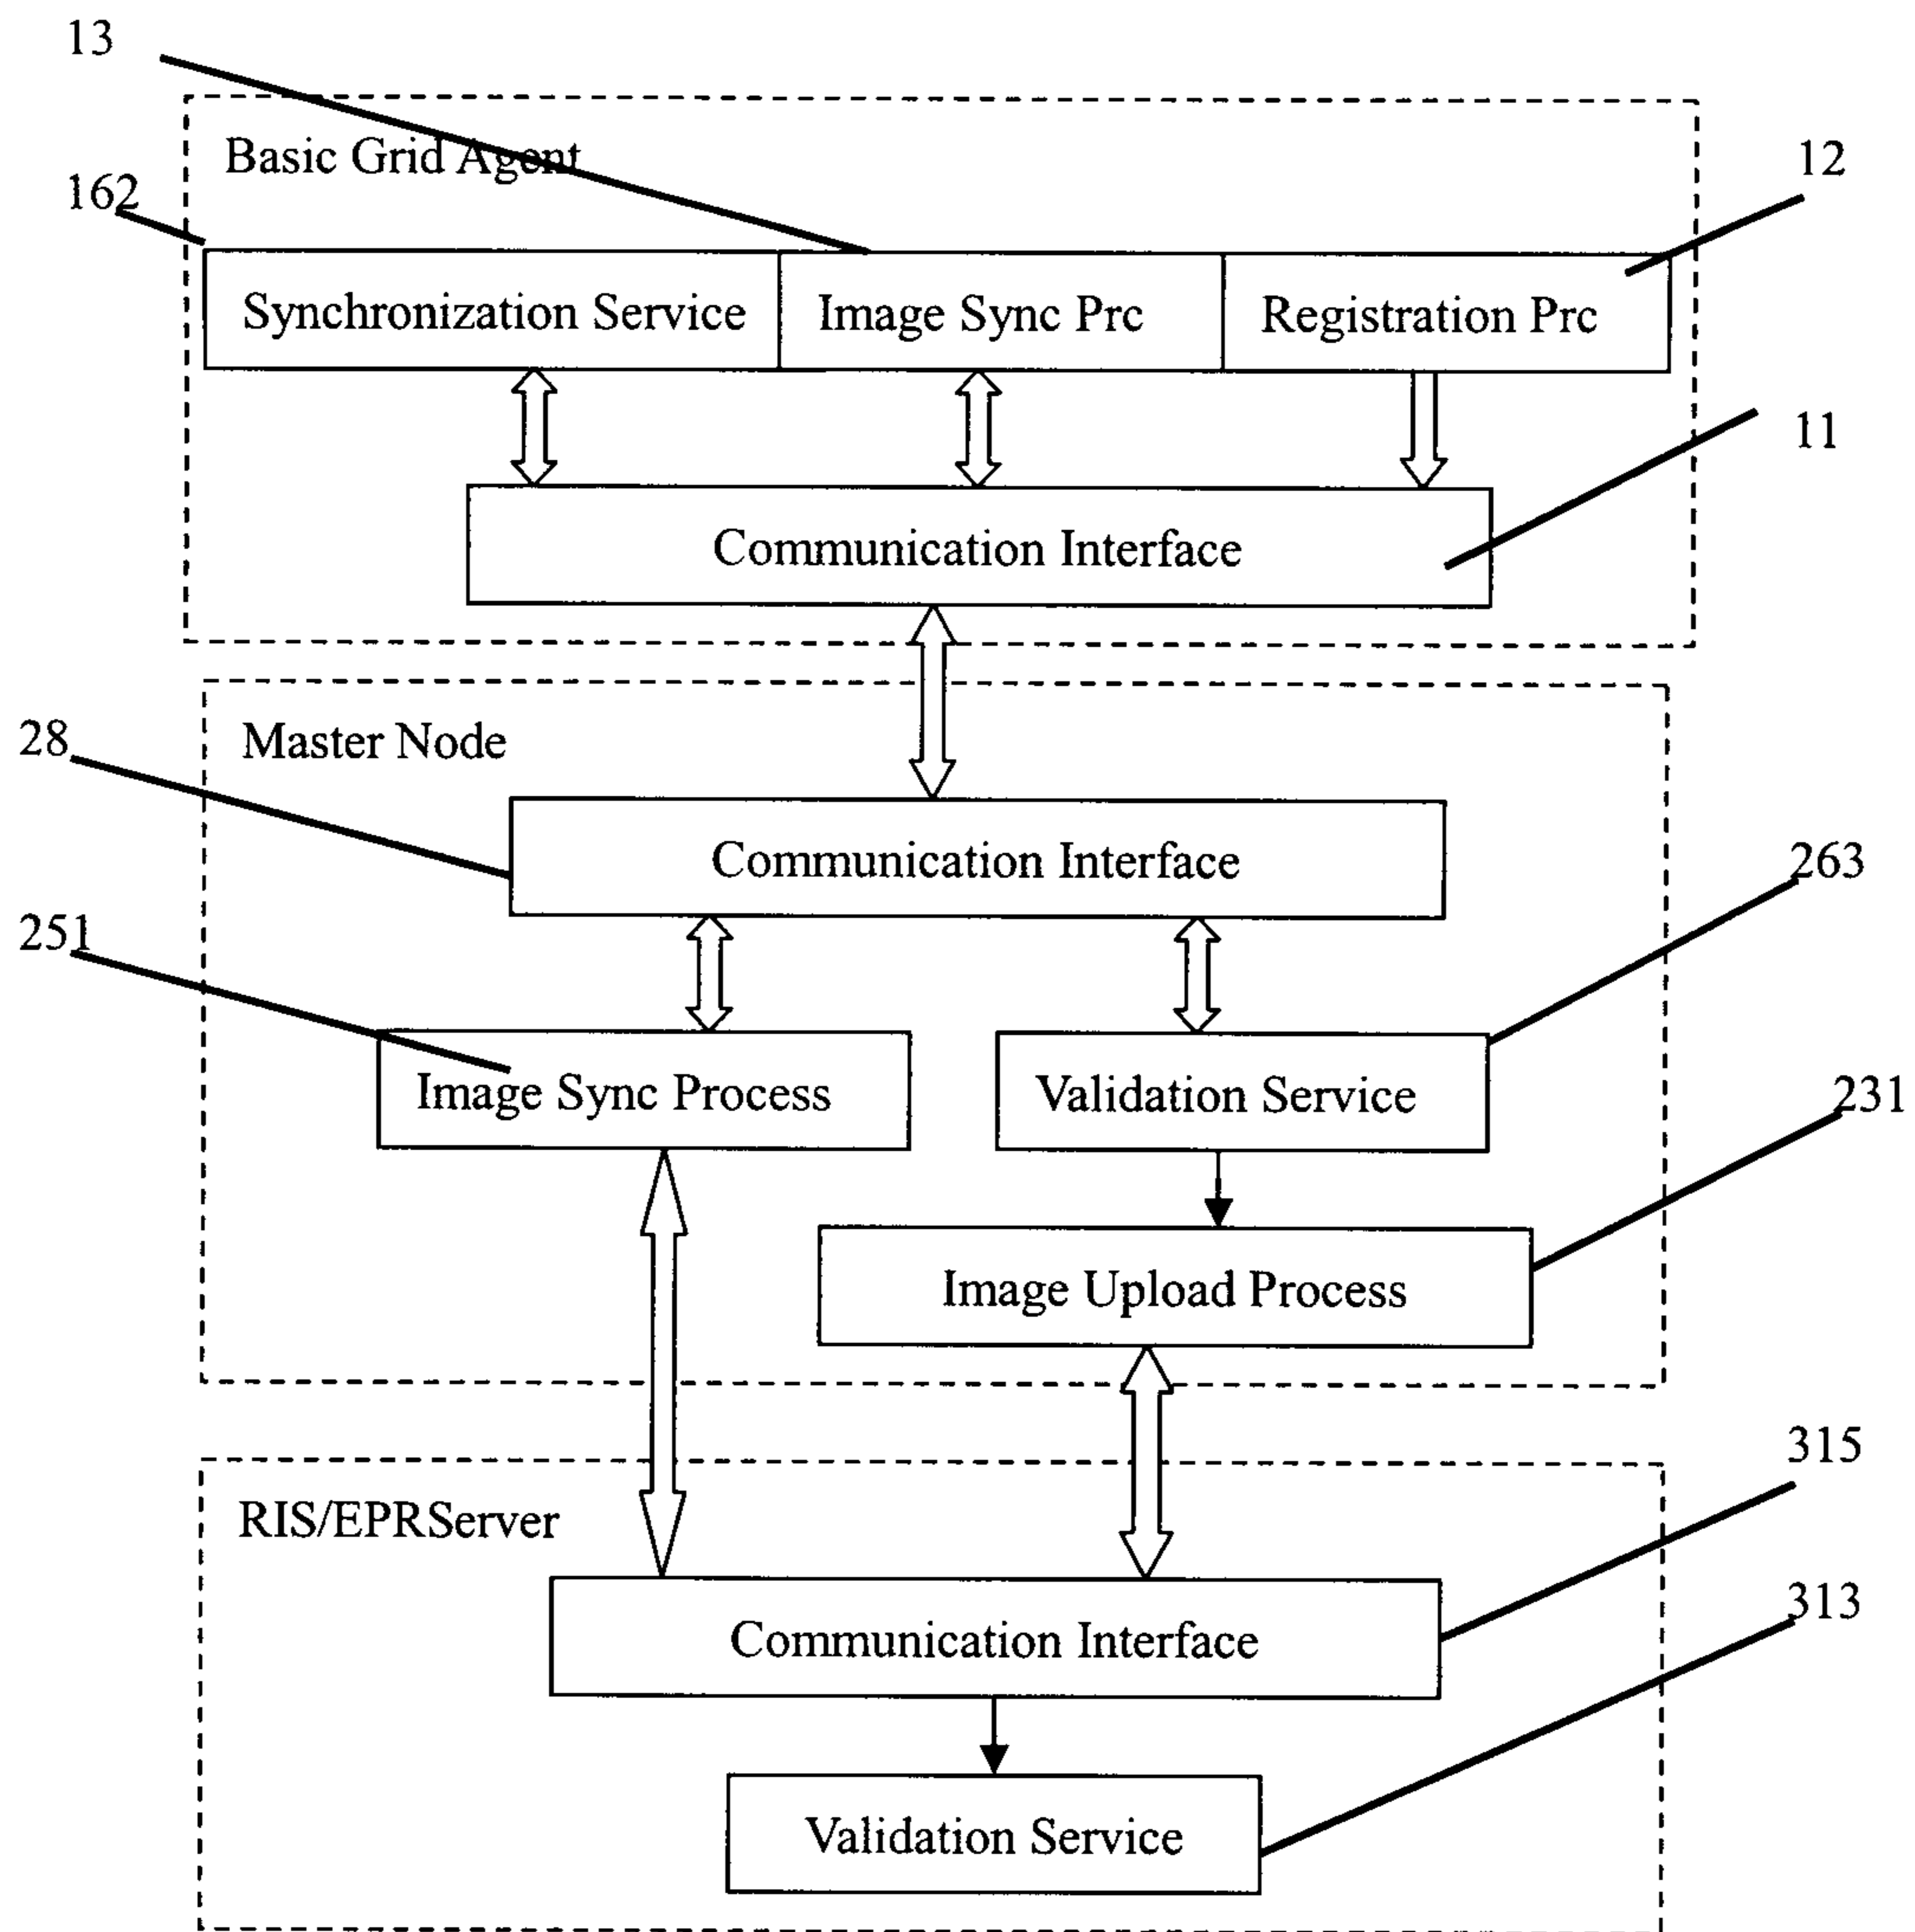 13
Basic Grid Agent
12
162
Synchronization Service
Image Sync Prc
Registration Prc
11
Communication Interface
28
Master Node
Communication Interface
263
251
Image Sync Process
Validation Service
231
Image Upload Process
315
RIS/EPRServer
Communication Interface
313
Validation Service